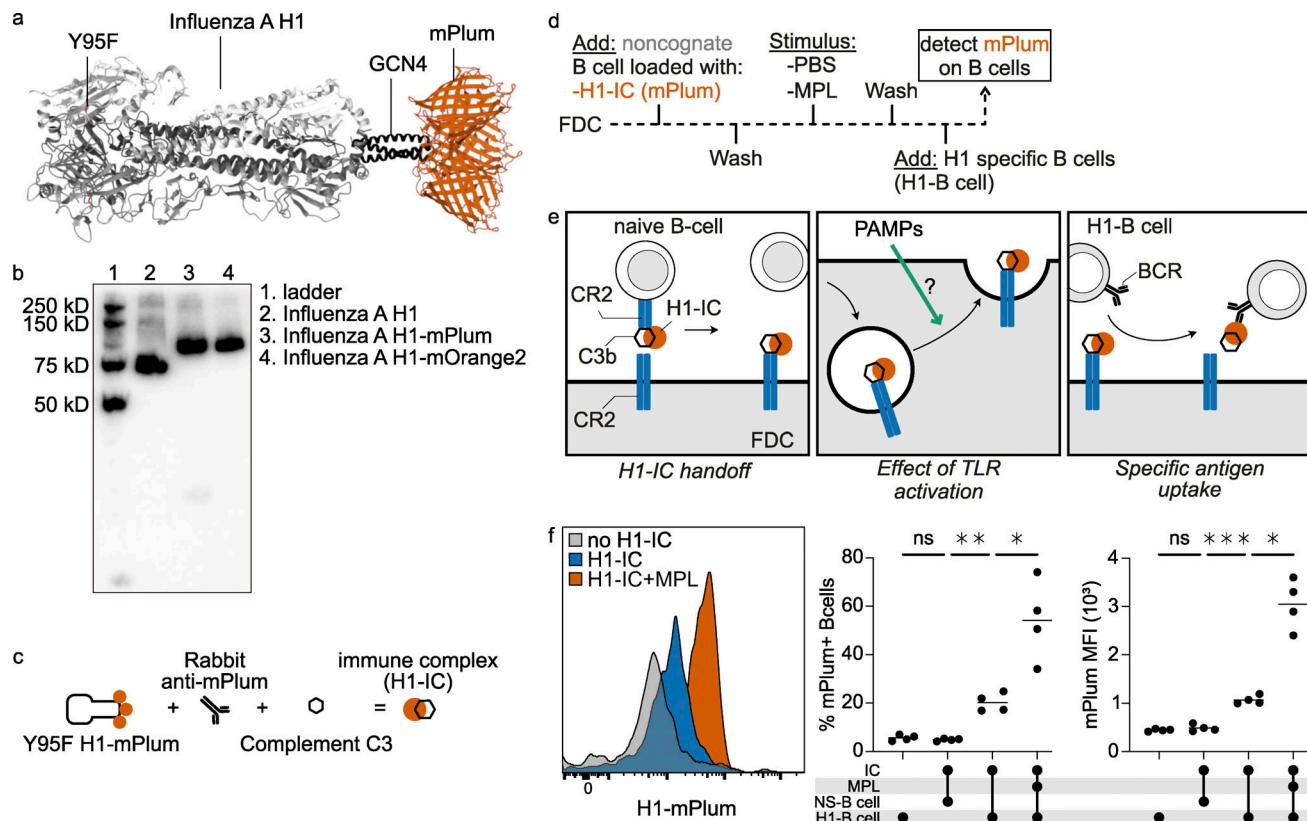 a
Influenza A H1
Y95F
mPlum
GCN4
b
1 2 3 4
250 kD
150 kD
75 kD
50 kD
1. ladder
2. Influenza A H1
3. Influenza A H1-mPlum
4. Influenza A H1-mOrange2
c
Rabbit
anti-mPlum
immune complex
(H1-IC)
+ + =
Y95F H1-mPlum
Complement C3
d
Add: noncognate
B cell loaded with:
-H1-IC (mPlum)
Stimulus:
-PBS
-MPL
Wash
detect mPlum
on B cells
FDC
Wash
Add: H1 specific B cells
(H1-B cell)
e
naive B-cell
CR2
H1-IC
C3b
CR2
FDC
H1-IC handoff
PAMPs
?
Effect of TLR
activation
H1-B cell
BCR
Specific antigen
uptake
f
no H1-IC
H1-IC
H1-IC+MPL
0
H1-mPlum
ns ** *
% mPlum+ Bcells
80
60
40
20
0
IC
MPL
NS-B cell
H1-B cell
ns *** *
mPlum MFI (10³)
4
3
2
1
0